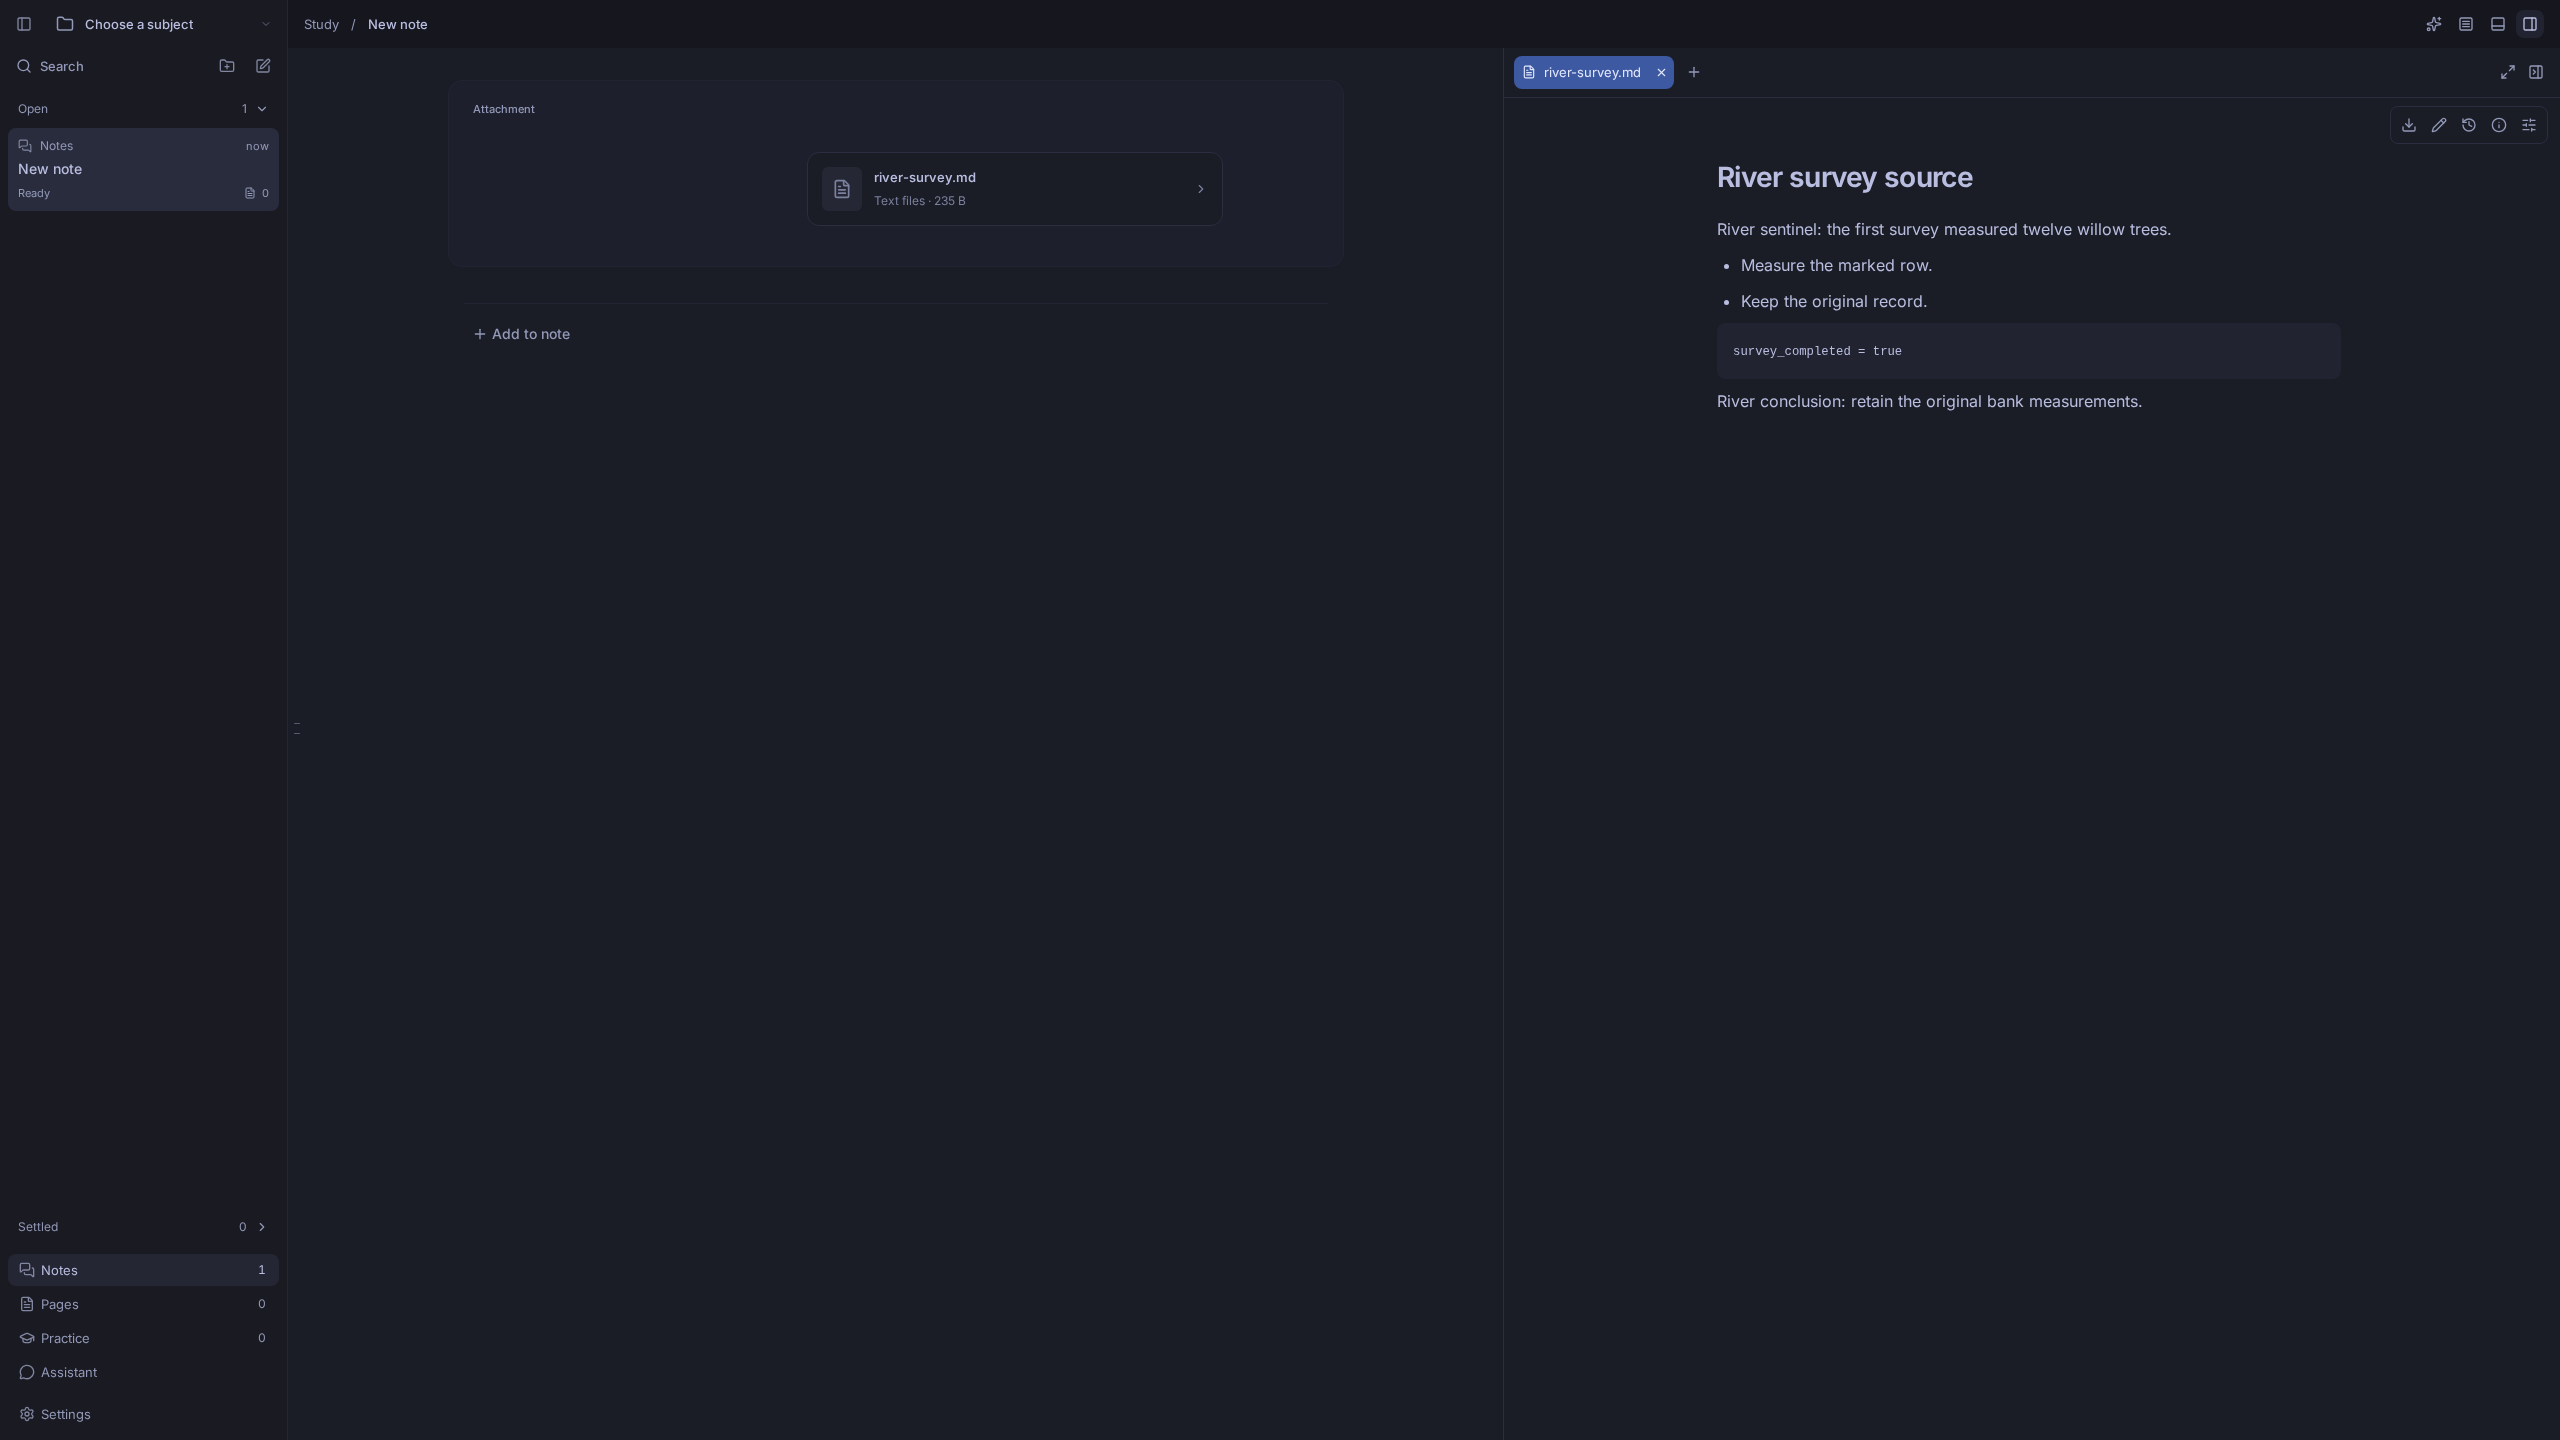 Choose a subject
Study / New note
Search
Open 1
Notes now
New note
Ready 0
Settled 0
Notes 1
Pages 0
Practice 0
Assistant
Settings
Attachment
river-survey.md
Text files · 235 B
Add to note
river-survey.md
River survey source
River sentinel: the first survey measured twelve willow trees.
• Measure the marked row.
• Keep the original record.
survey_completed = true
River conclusion: retain the original bank measurements.